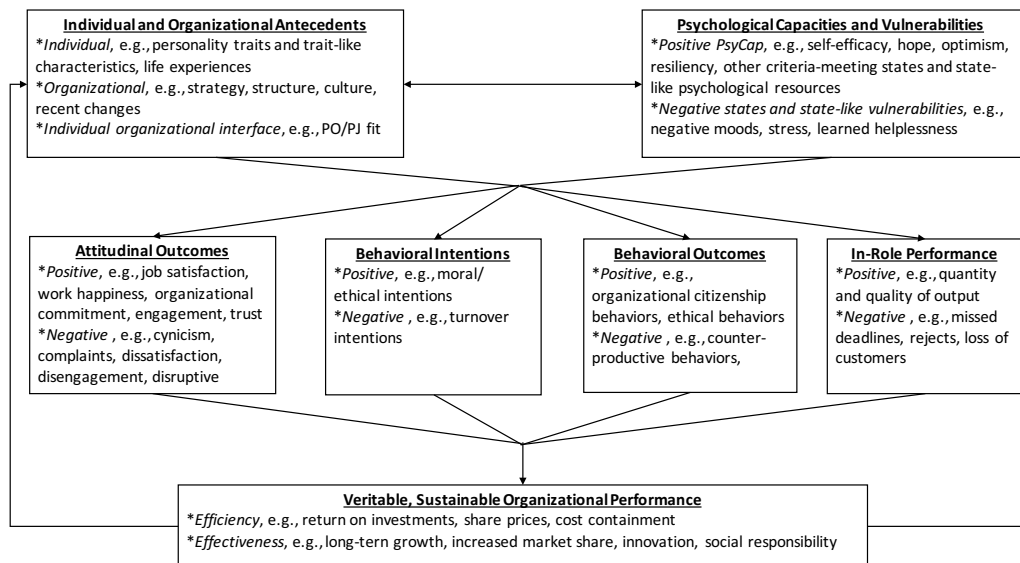 Individual and Organizational Antecedents
*Individual, e.g., personality traits and trait-like
characteristics, life experiences
*Organizational, e.g., strategy, structure, culture,
recent changes
*Individual organizational interface, e.g., PO/PJ fit
Psychological Capacities and Vulnerabilities
*Positive PsyCap, e.g., self-efficacy, hope, optimism,
resiliency, other criteria-meeting states and state-
like psychological resources
*Negative states and state-like vulnerabilities, e.g.,
negative moods, stress, learned helplessness
Attitudinal Outcomes
*Positive, e.g., job satisfaction,
work happiness, organizational
commitment, engagement, trust
*Negative , e.g., cynicism,
complaints, dissatisfaction,
disengagement, disruptive
Behavioral Intentions
*Positive, e.g., moral/
ethical intentions
*Negative , e.g., turnover
intentions
Behavioral Outcomes
*Positive, e.g.,
organizational citizenship
behaviors, ethical behaviors
*Negative , e.g., counter-
productive behaviors,
In-Role Performance
*Positive, e.g., quantity
and quality of output
*Negative, e.g., missed
deadlines, rejects, loss of
customers
Veritable, Sustainable Organizational Performance
*Efficiency, e.g., return on investments, share prices, cost containment
*Effectiveness, e.g., long-tern growth, increased market share, innovation, social responsibility